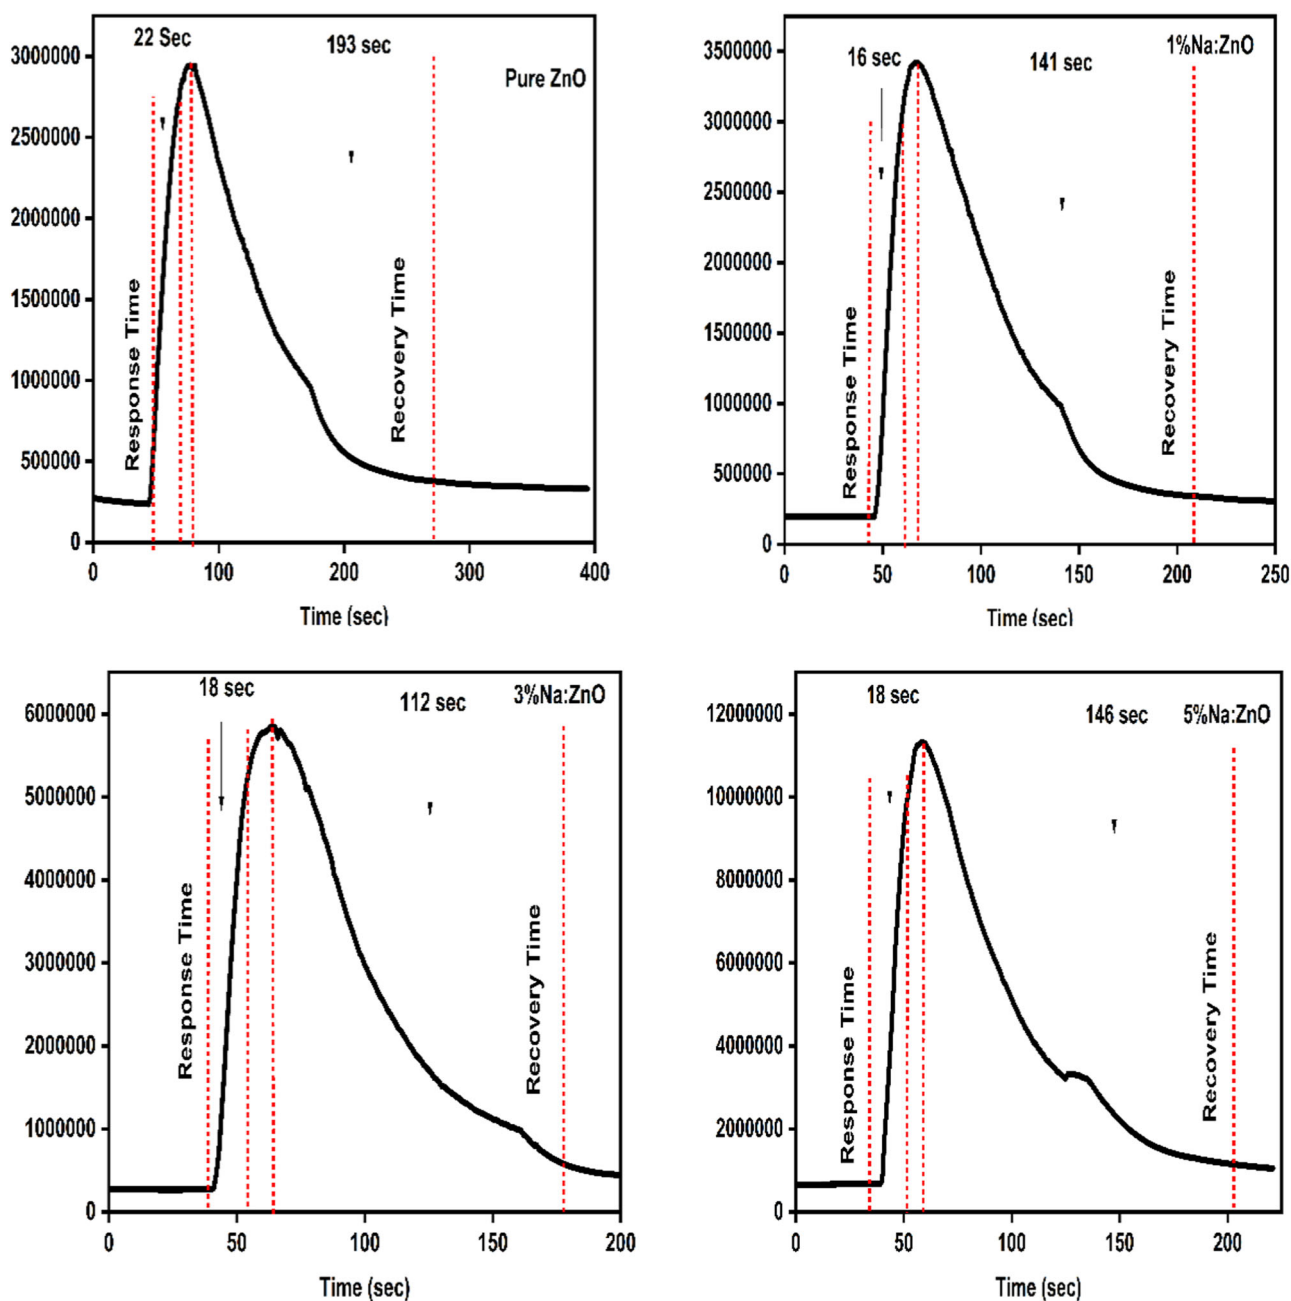 22 Sec
193 sec
Pure ZnO
3000000
2500000
2000000
1500000
1000000
500000
0
Response Time
Recovery Time
0 100 200 300 400
Time (sec)
16 sec
141 sec
1%Na:ZnO
3500000
3000000
2500000
2000000
1500000
1000000
500000
0
Response Time
Recovery Time
0 50 100 150 200 250
Time (sec)
18 sec
112 sec
3%Na:ZnO
6000000
5000000
4000000
3000000
2000000
1000000
0
Response Time
Recovery Time
0 50 100 150 200
Time (sec)
18 sec
146 sec
5%Na:ZnO
12000000
10000000
8000000
6000000
4000000
2000000
0
Response Time
Recovery Time
0 50 100 150 200
Time (sec)